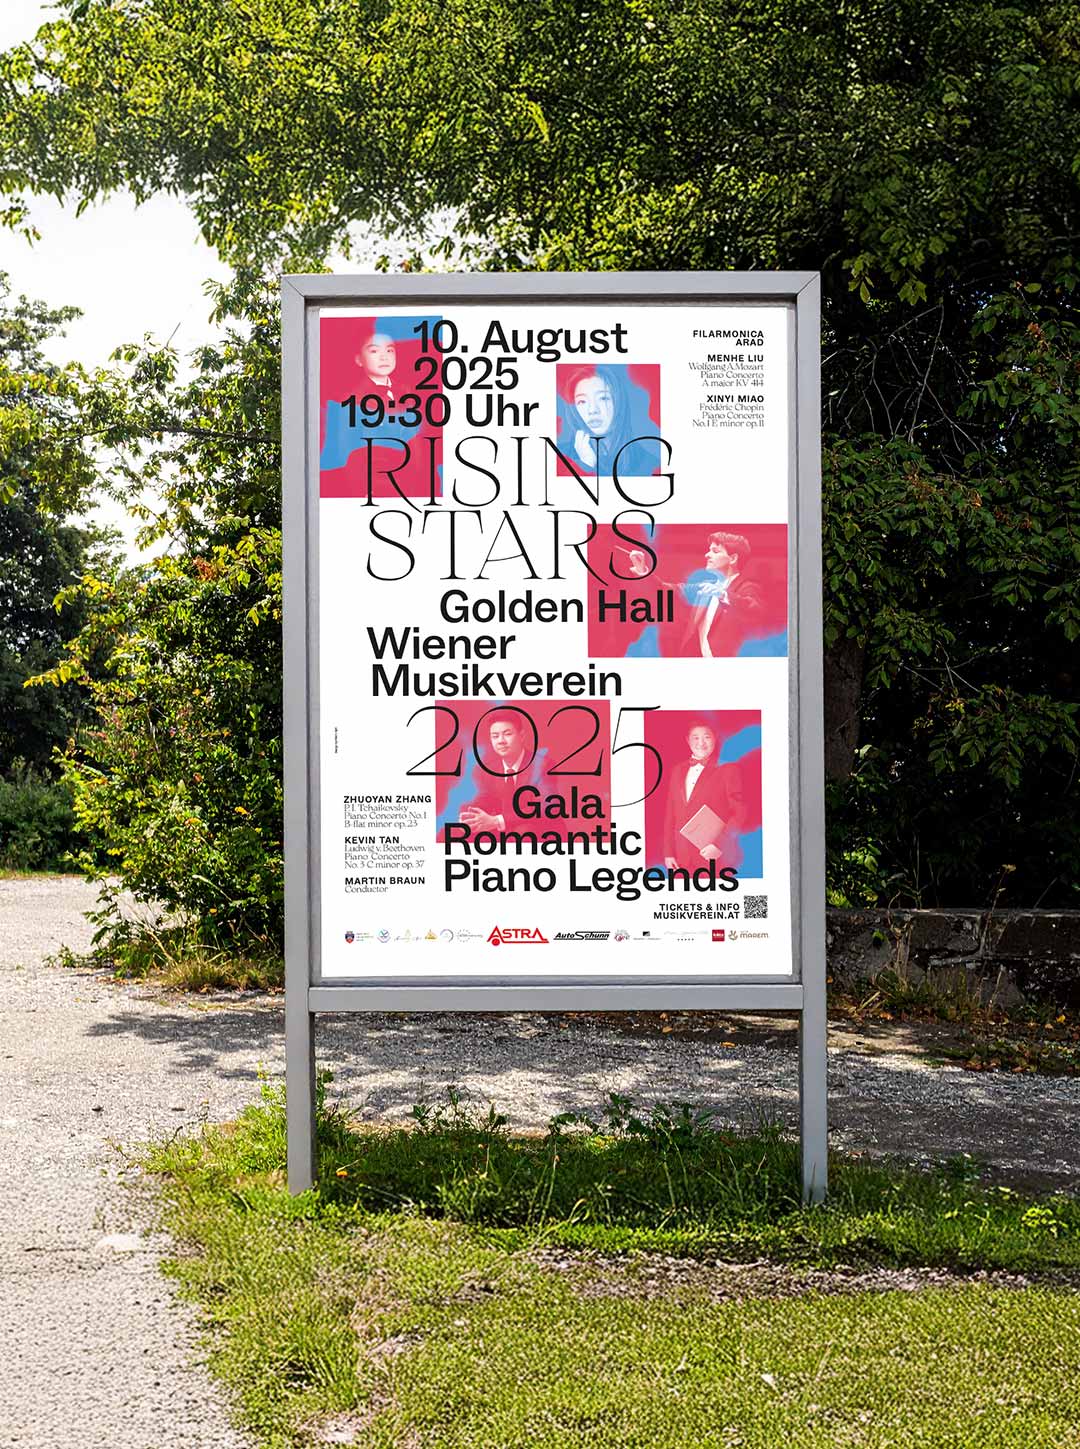 10. August
2025
19:30 Uhr
FILARMONICA
ARAD
MENHE LIU
Wolfgang A.Mozart
Piano Concerto
A major KV 414
XINYI MIAO
Frédéric Chopin
Piano Concerto
No.1 E minor op.11
RISING
STARS
Golden Hall
Wiener
Musikverein
2025
Gala
Romantic
Piano Legends
ZHUOYAN ZHANG
P.I. Tchaikovsky
Piano Concerto No.1
B-flat minor op.23
KEVIN TAN
Ludwig v. Beethoven
Piano Concerto
No.3 C minor op.37
MARTIN BRAUN
Conductor
TICKETS & INFO
MUSIKVEREIN.AT
ASTRA
AutoSchunn
MADEM